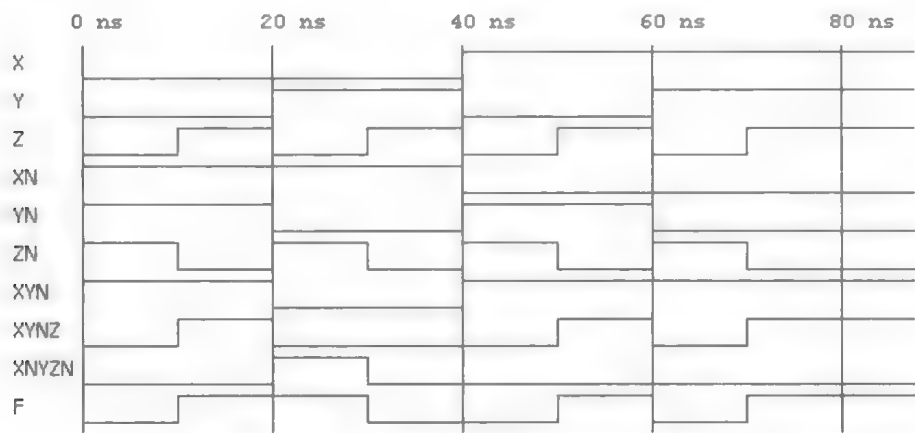 0 ns 20 ns 40 ns 60 ns 80 ns
X
Y
Z
XN
YN
ZN
XYN
XYNZ
XNYZN
F